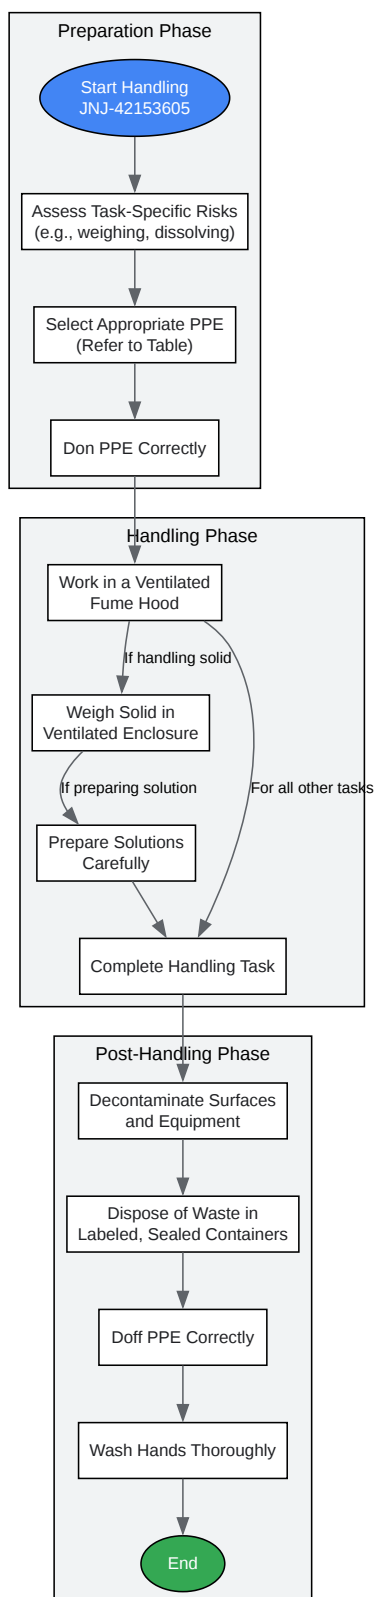 Preparation Phase
Start Handling
JNJ-42153605
Assess Task-Specific Risks
(e.g., weighing, dissolving)
Select Appropriate PPE
(Refer to Table)
Don PPE Correctly
Handling Phase
Work in a Ventilated
Fume Hood
If handling solid
Weigh Solid in
Ventilated Enclosure
If preparing solution
For all other tasks
Prepare Solutions
Carefully
Complete Handling Task
Post-Handling Phase
Decontaminate Surfaces
and Equipment
Dispose of Waste in
Labeled, Sealed Containers
Doff PPE Correctly
Wash Hands Thoroughly
End